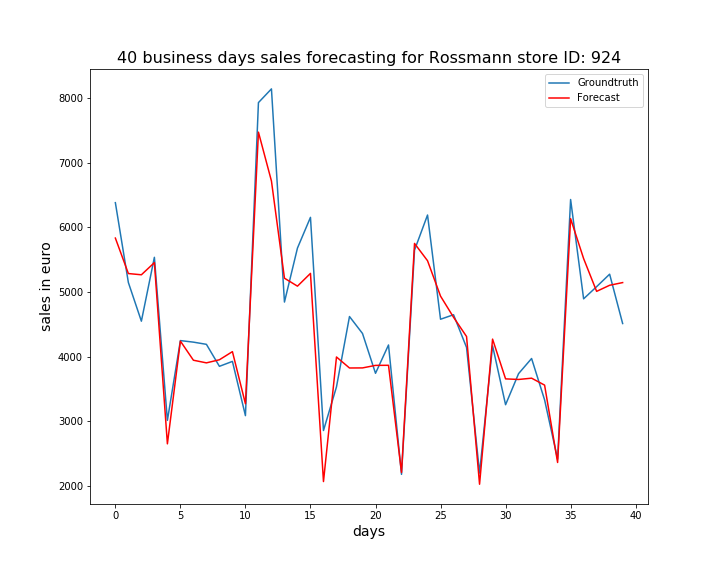 40 business days sales forecasting for Rossmann store ID: 924
Groundtruth
Forecast
8000
7000
6000
5000
4000
3000
2000
sales in euro
0 5 10 15 20 25 30 35 40
days